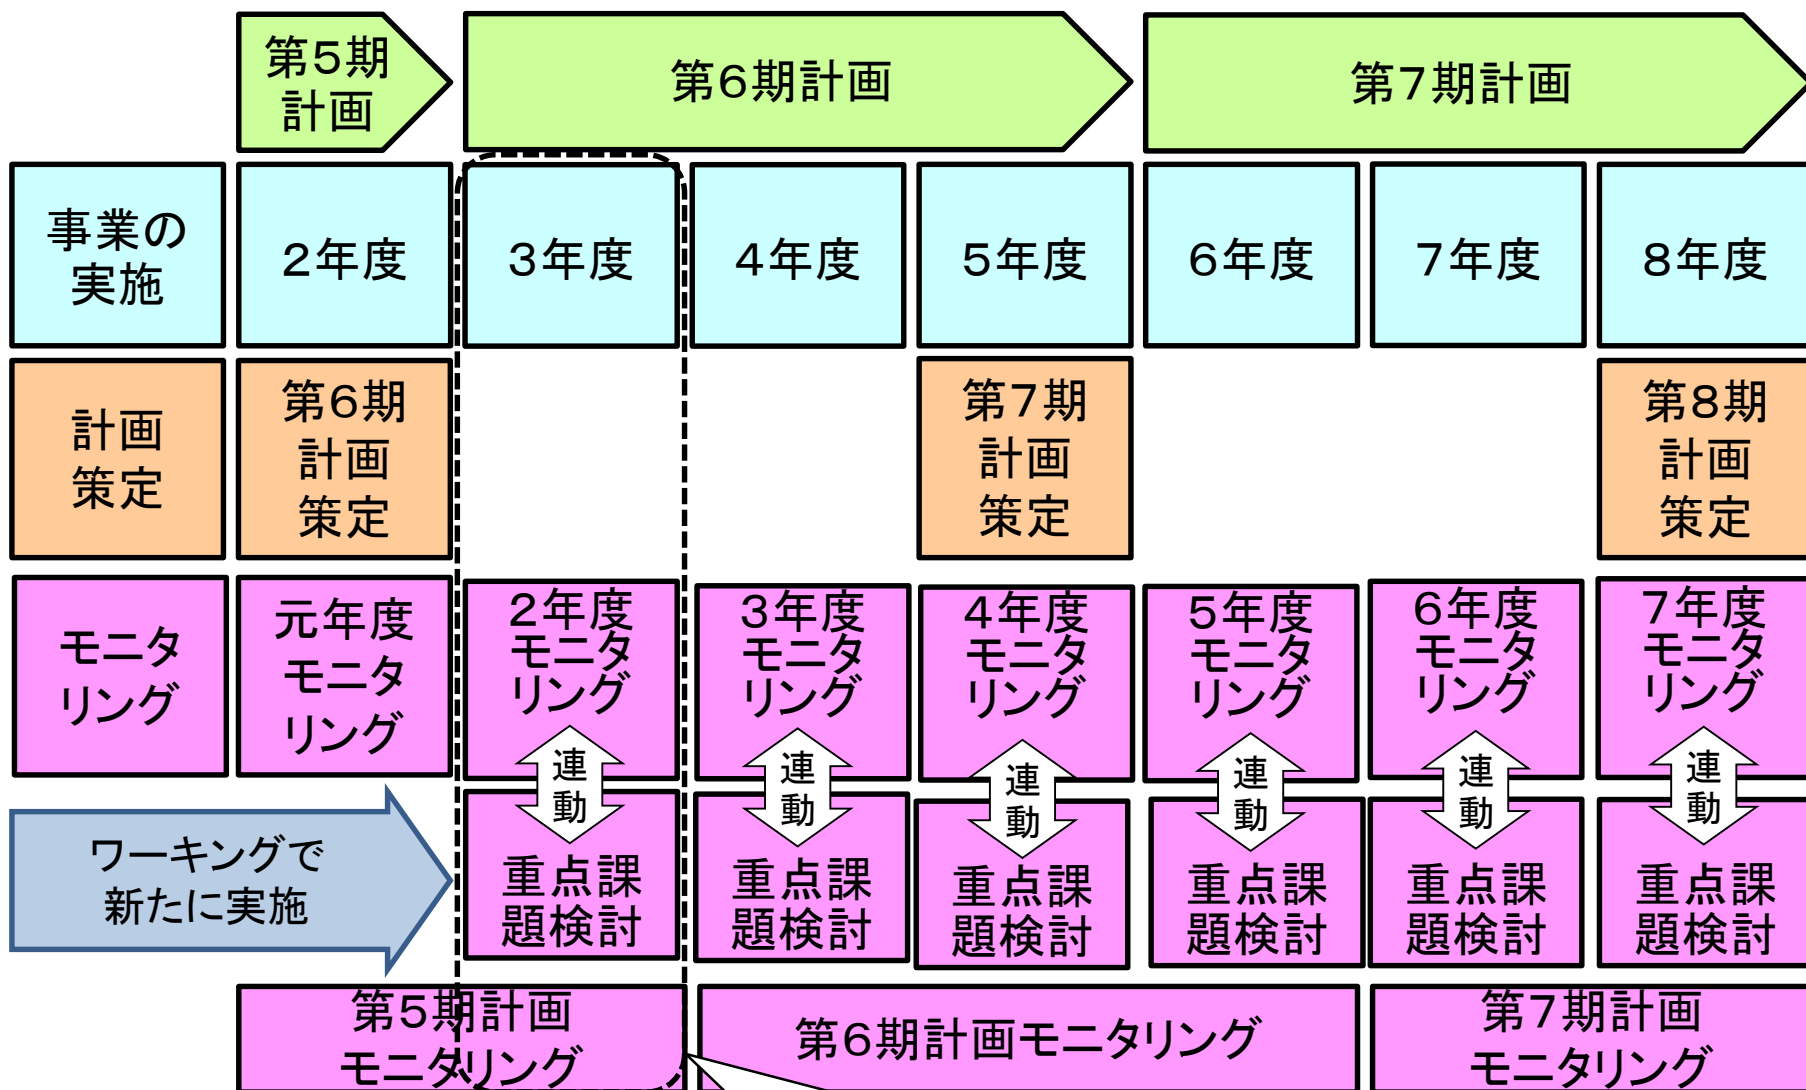 第5期
計画
第6期計画
第7期計画
事業の
実施
2年度
3年度
4年度
5年度
6年度
7年度
8年度
計画
策定
第6期
計画
策定
第7期
計画
策定
第8期
計画
策定
モニタ
リング
元年度
モニタ
リング
2年度
モニタ
リング
3年度
モニタ
リング
4年度
モニタ
リング
5年度
モニタ
リング
6年度
モニタ
リング
7年度
モニタ
リング
連
動
連
動
連
動
連
動
連
動
連
動
ワーキングで
新たに実施
重点課
題検討
重点課
題検討
重点課
題検討
重点課
題検討
重点課
題検討
重点課
題検討
第5期計画
モニタリング
第6期計画モニタリング
第7期計画
モニタリング